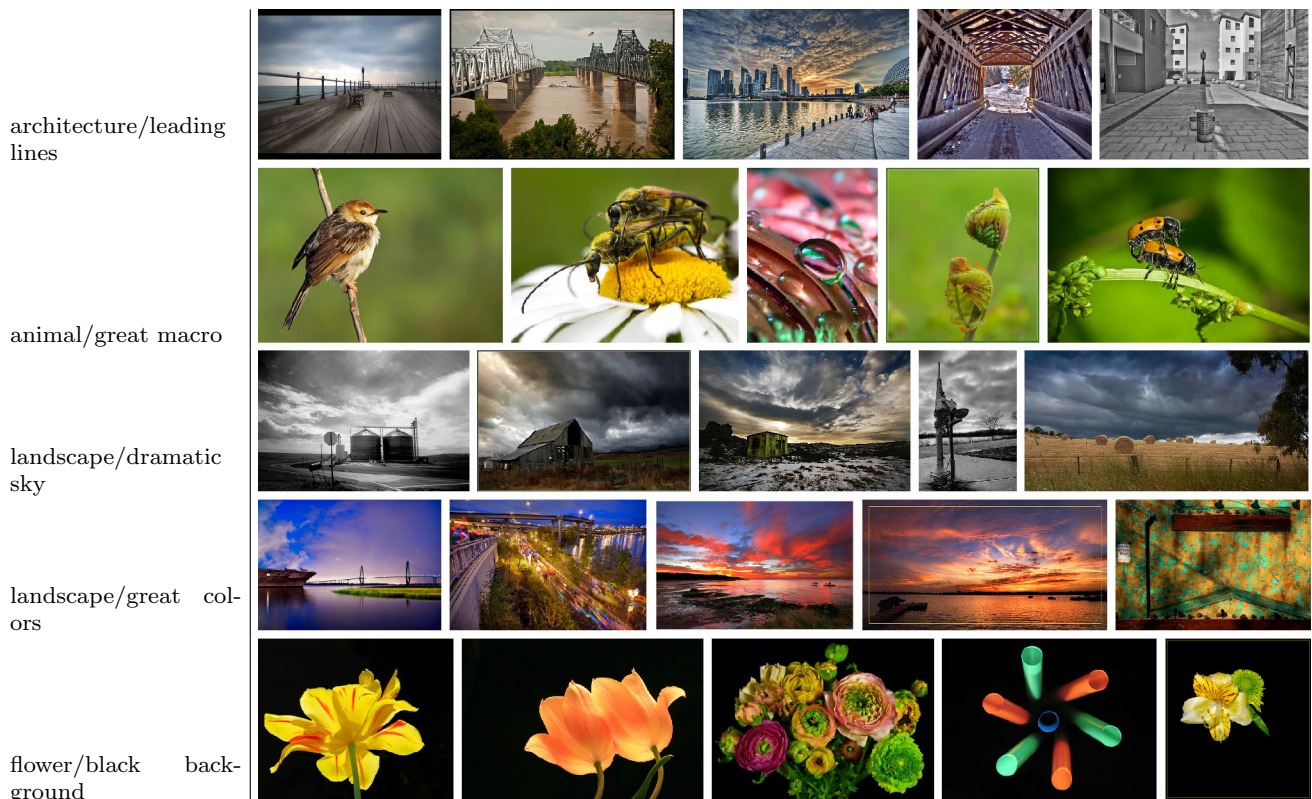 architecture/leading
lines
animal/great macro
landscape/dramatic
sky
landscape/great col-
ors
flower/black back-
ground